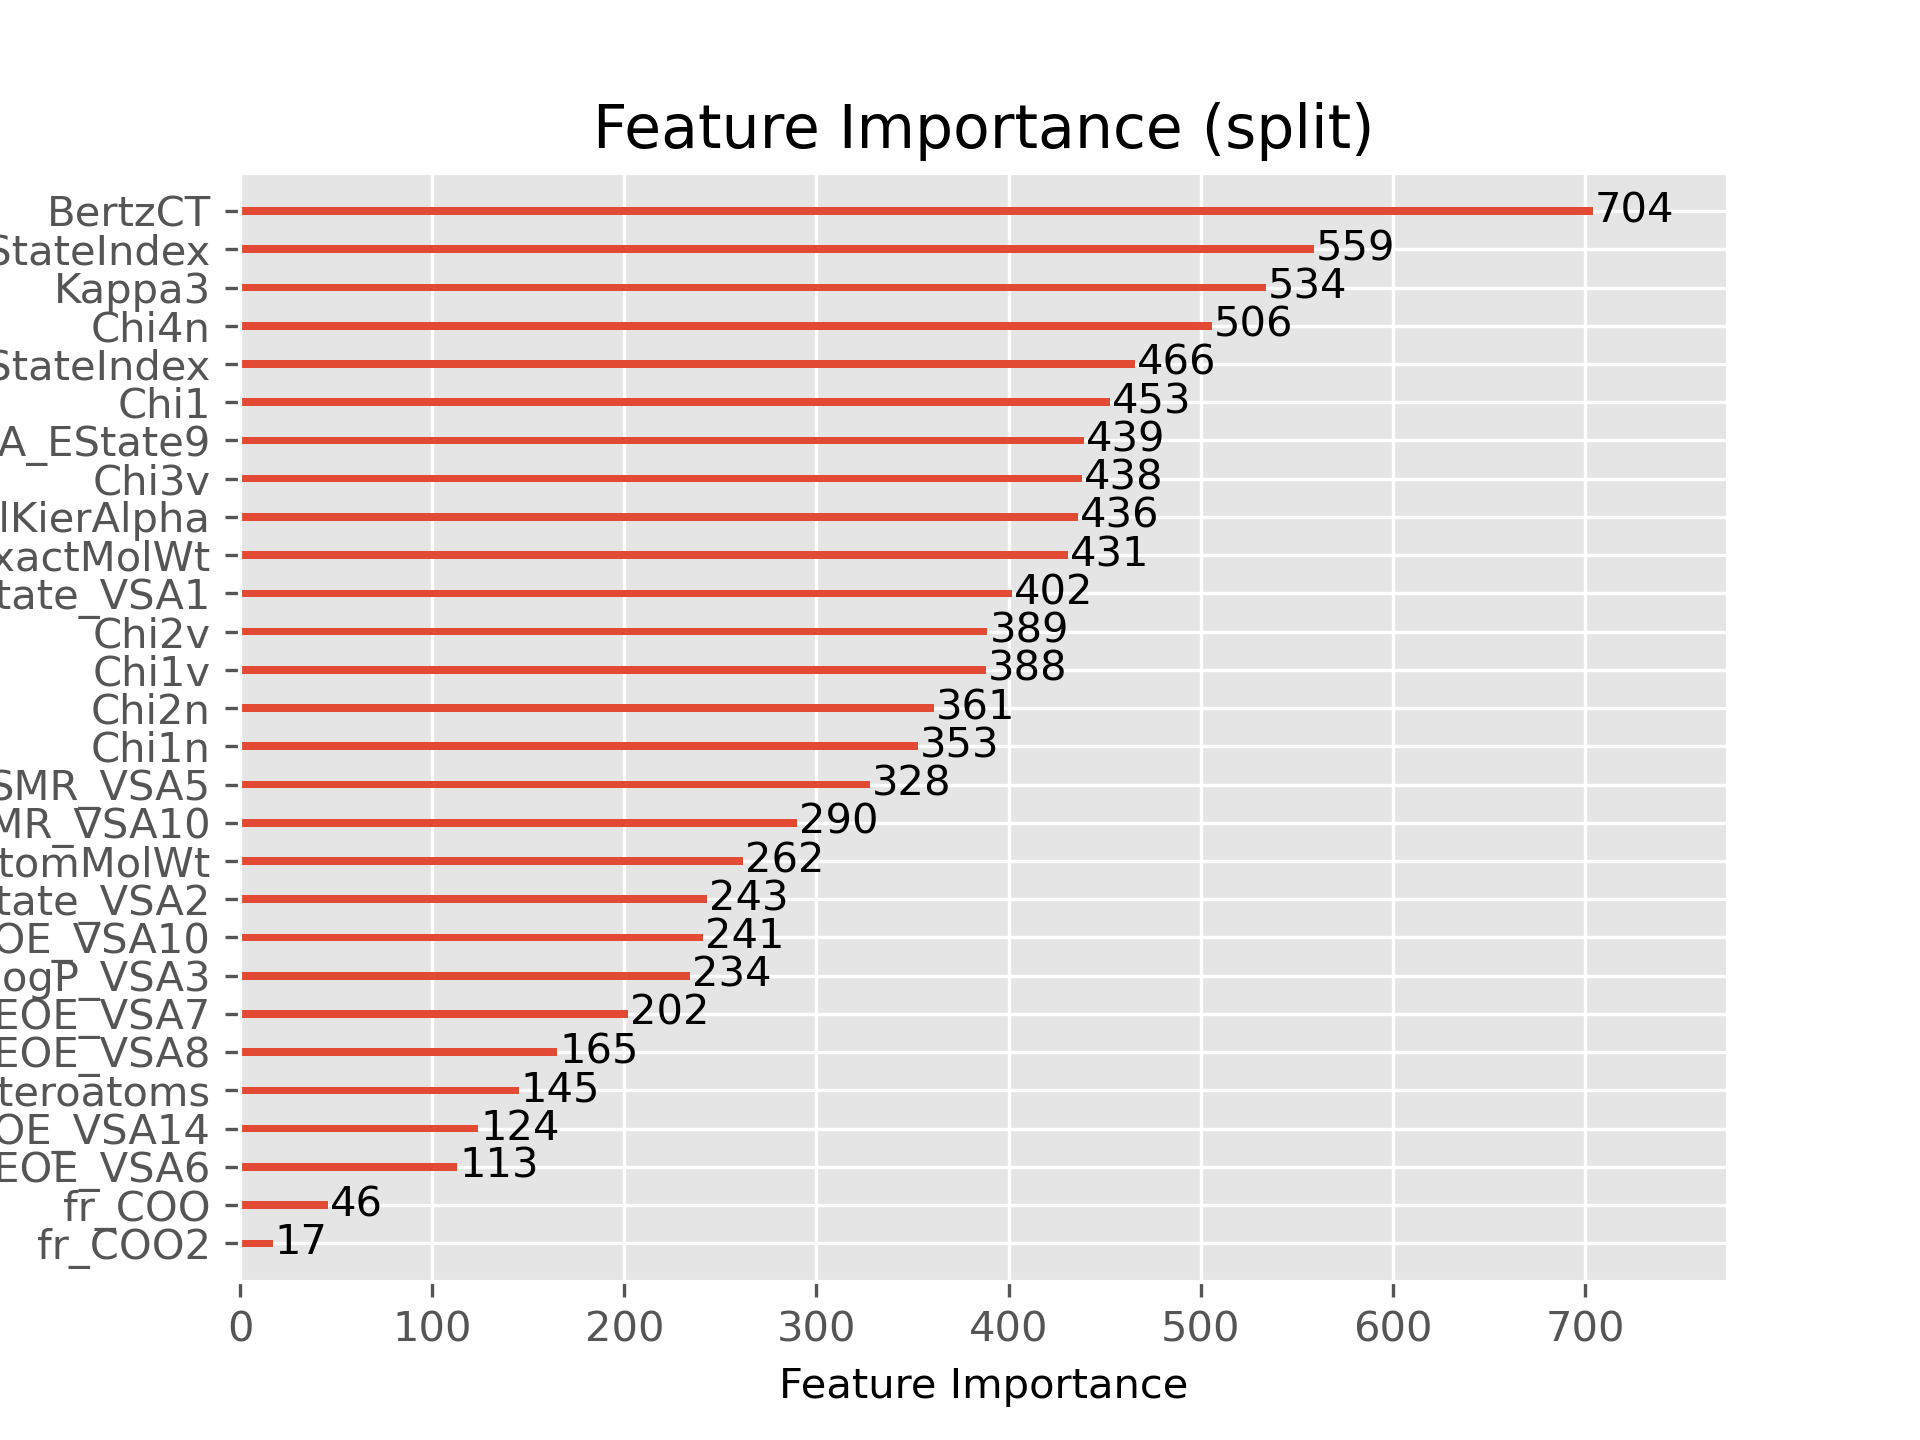 Feature Importance (split)
BertzCT 704
StateIndex 559
Kappa3 534
Chi4n 506
StateIndex 466
Chi1 453
A_EState9 439
Chi3v 438
lKierAlpha 436
xactMolWt 431
tate_VSA1 402
Chi2v 389
Chi1v 388
Chi2n 361
Chi1n 353
SMR_VSA5 328
MR_VSA10 290
tomMolWt 262
tate_VSA2 243
OE_VSA10 241
ogP_VSA3 234
EOE_VSA7 202
EOE_VSA8 165
teroatoms 145
OE_VSA14 124
EOE_VSA6 113
fr_COO 46
fr_COO2 17
0 100 200 300 400 500 600 700
Feature Importance